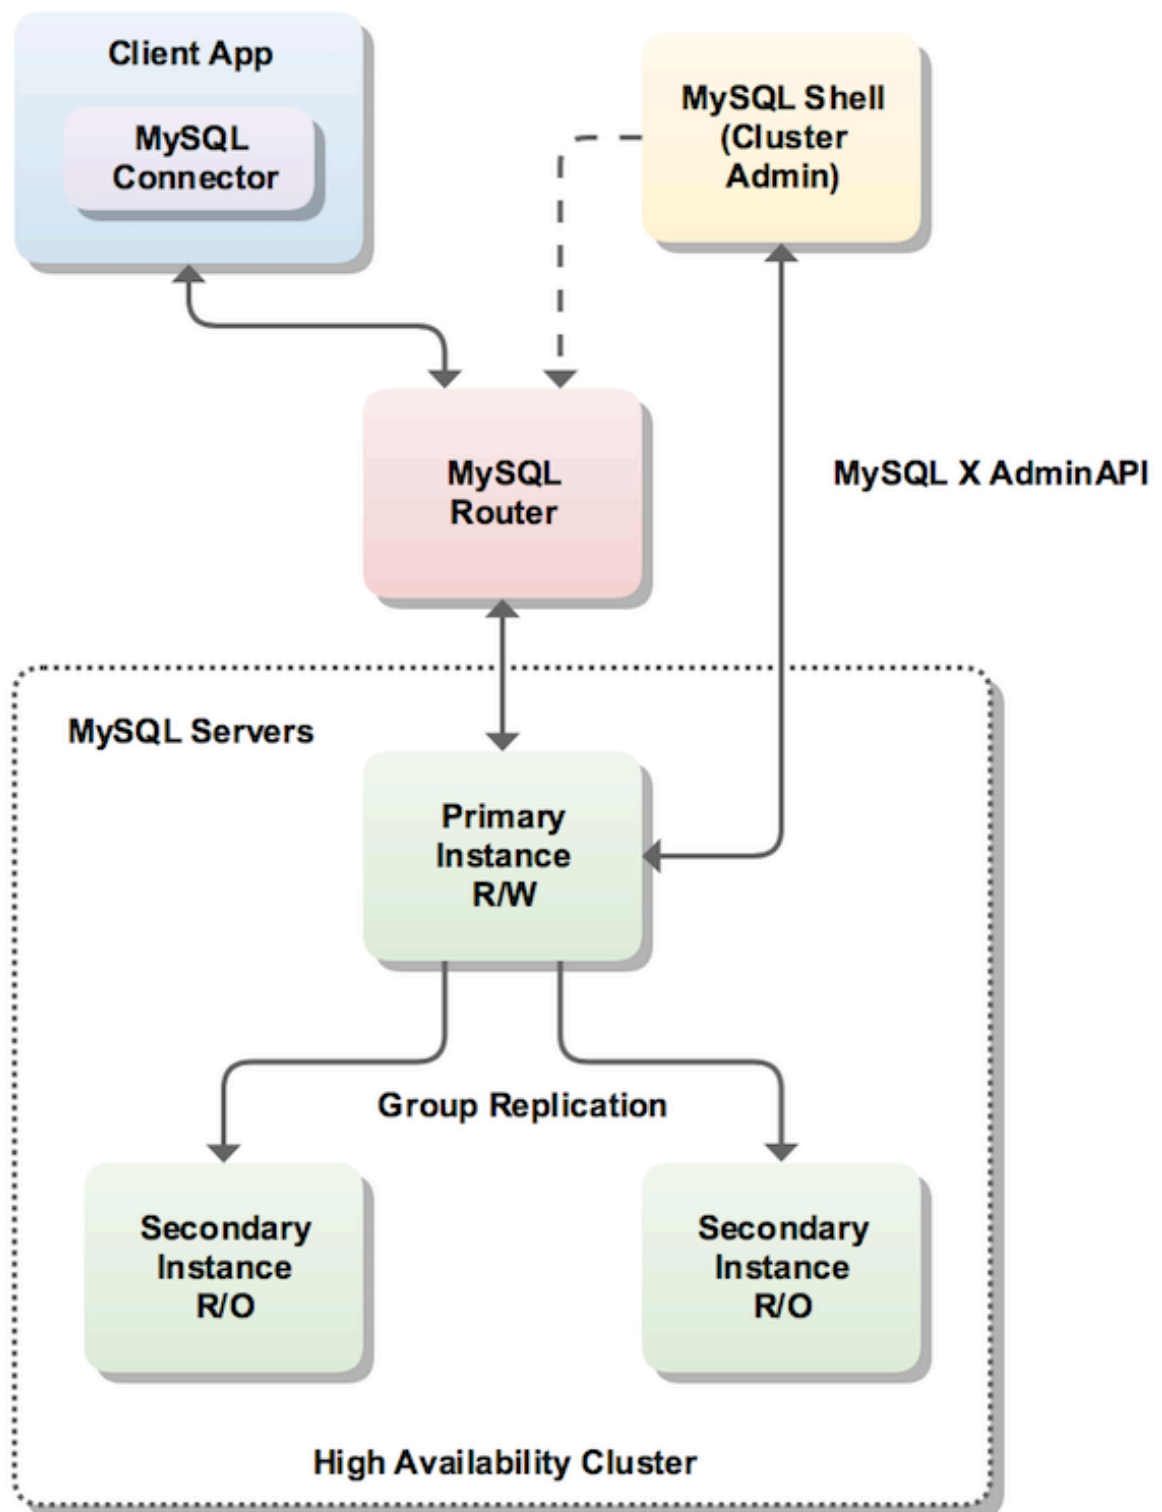 Client App
MySQL
Connector
MySQL Shell
(Cluster
Admin)
MySQL
Router
MySQL X AdminAPI
MySQL Servers
Primary
Instance
R/W
Group Replication
Secondary
Instance
R/O
Secondary
Instance
R/O
High Availability Cluster